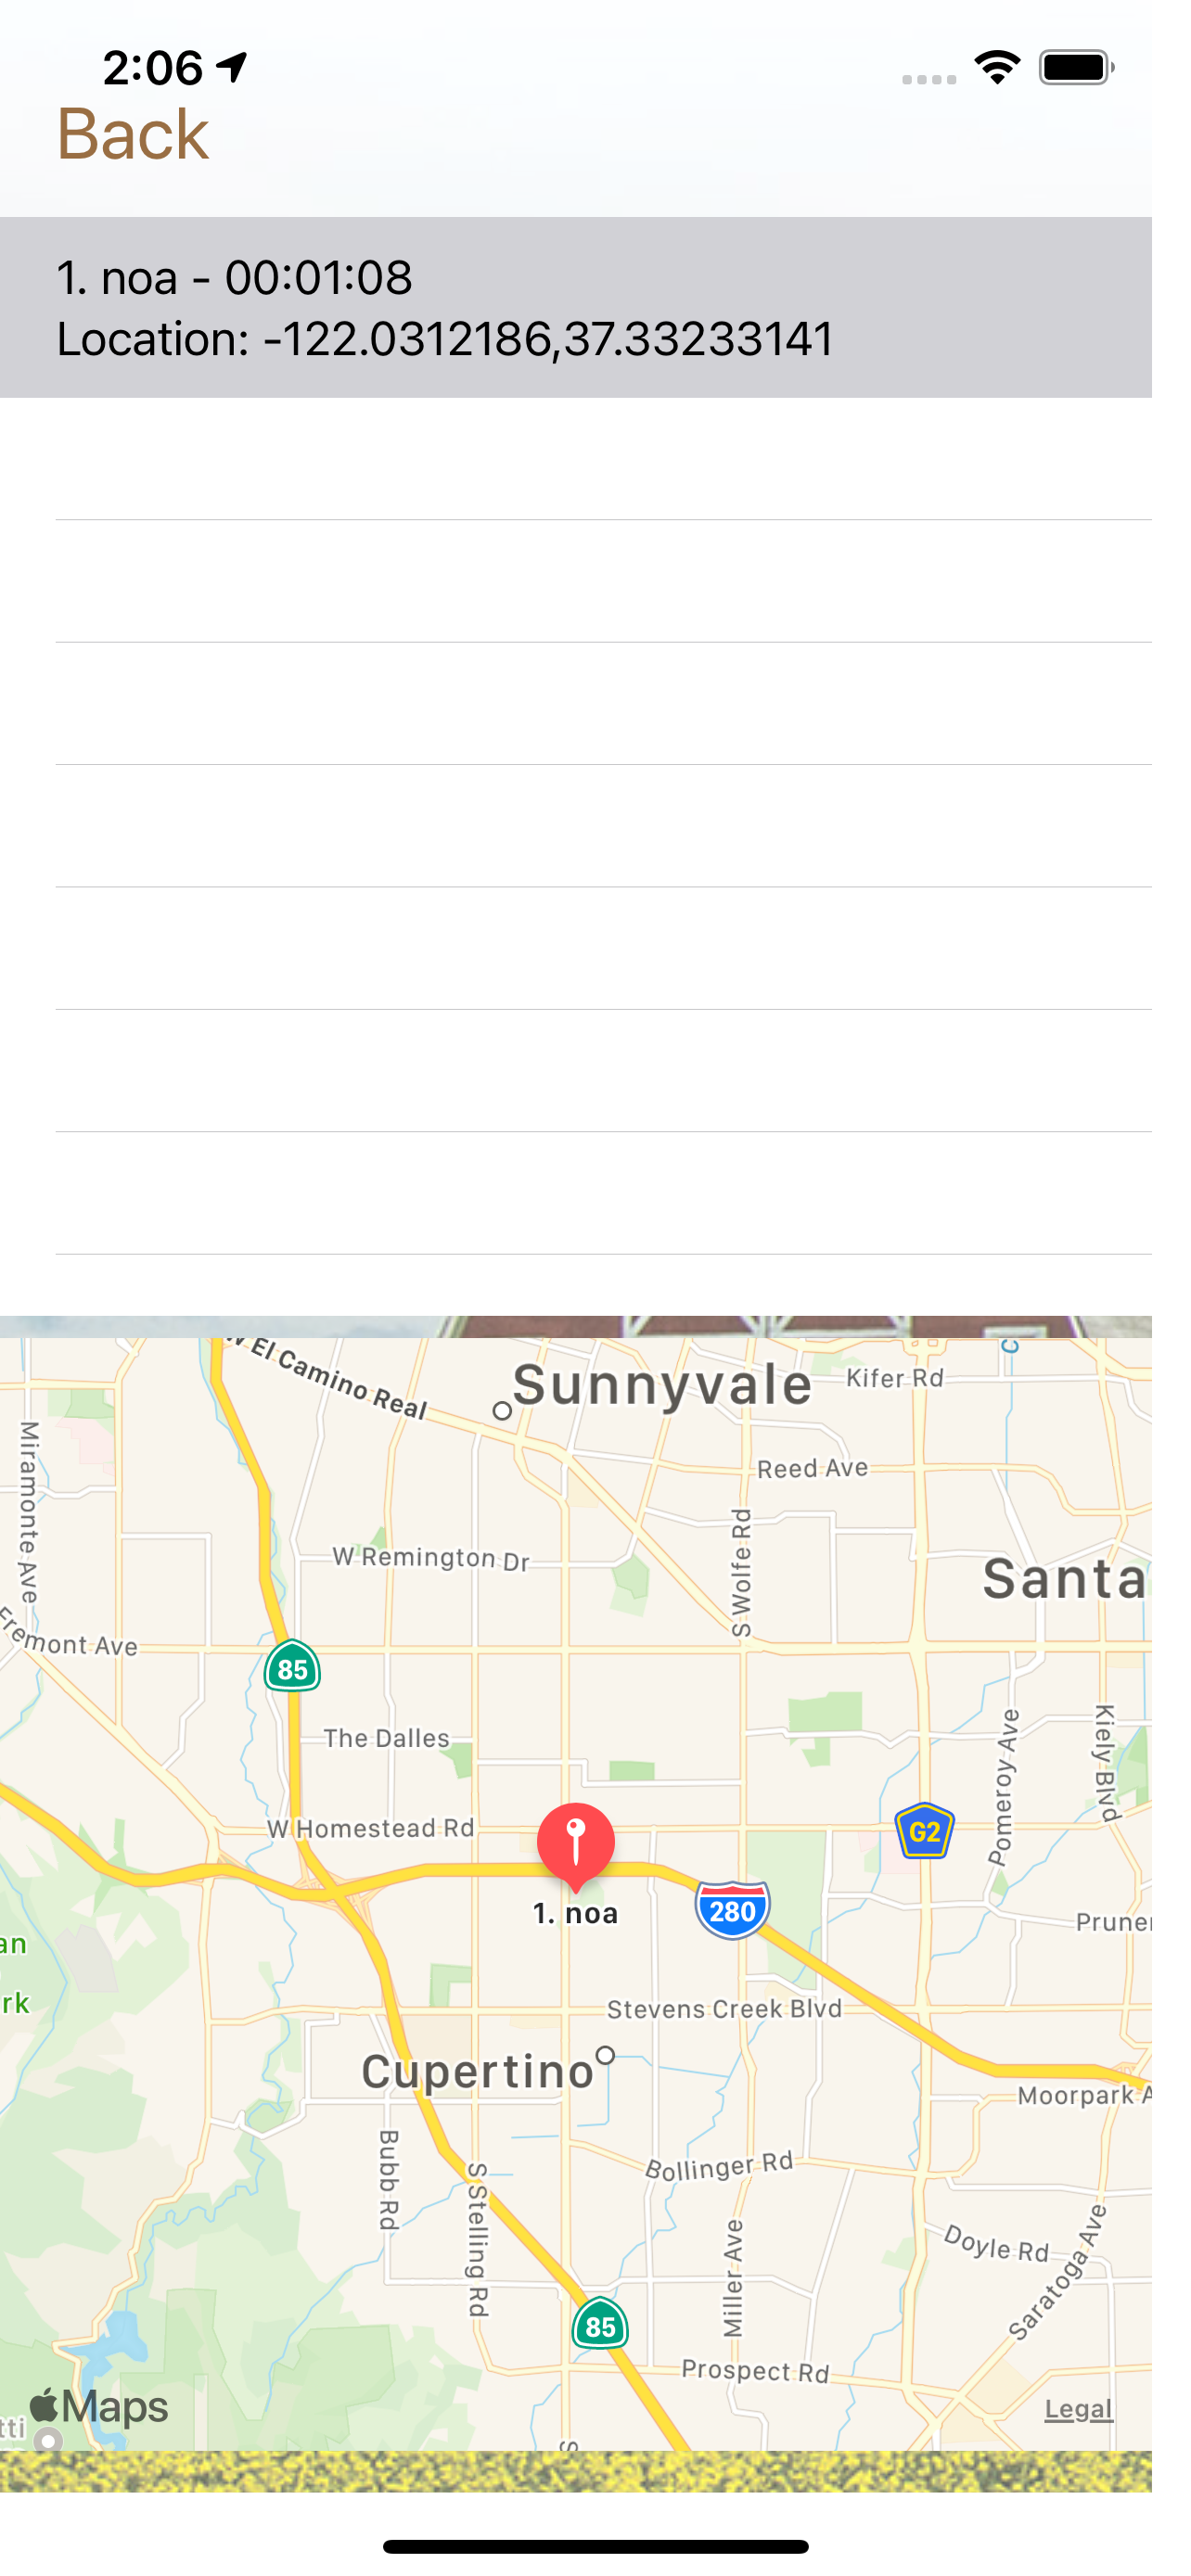 2:06
Back
1. noa - 00:01:08
Location: -122.0312186,37.33233141
W El Camino Real
Sunnyvale
Kifer Rd
C
Miramonte Ave
Reed Ave
W Remington Dr
S Wolfe Rd
Santa
Fremont Ave
85
The Dalles
Kiely Blvd
Pomeroy Ave
W Homestead Rd
G2
1. noa
280
Prune
an
rk
Stevens Creek Blvd
Cupertino
Moorpark A
Bubb Rd
S Stelling Rd
Bollinger Rd
Miller Ave
Doyle Rd
Saratoga Ave
85
Prospect Rd
Maps
Legal
tti
S